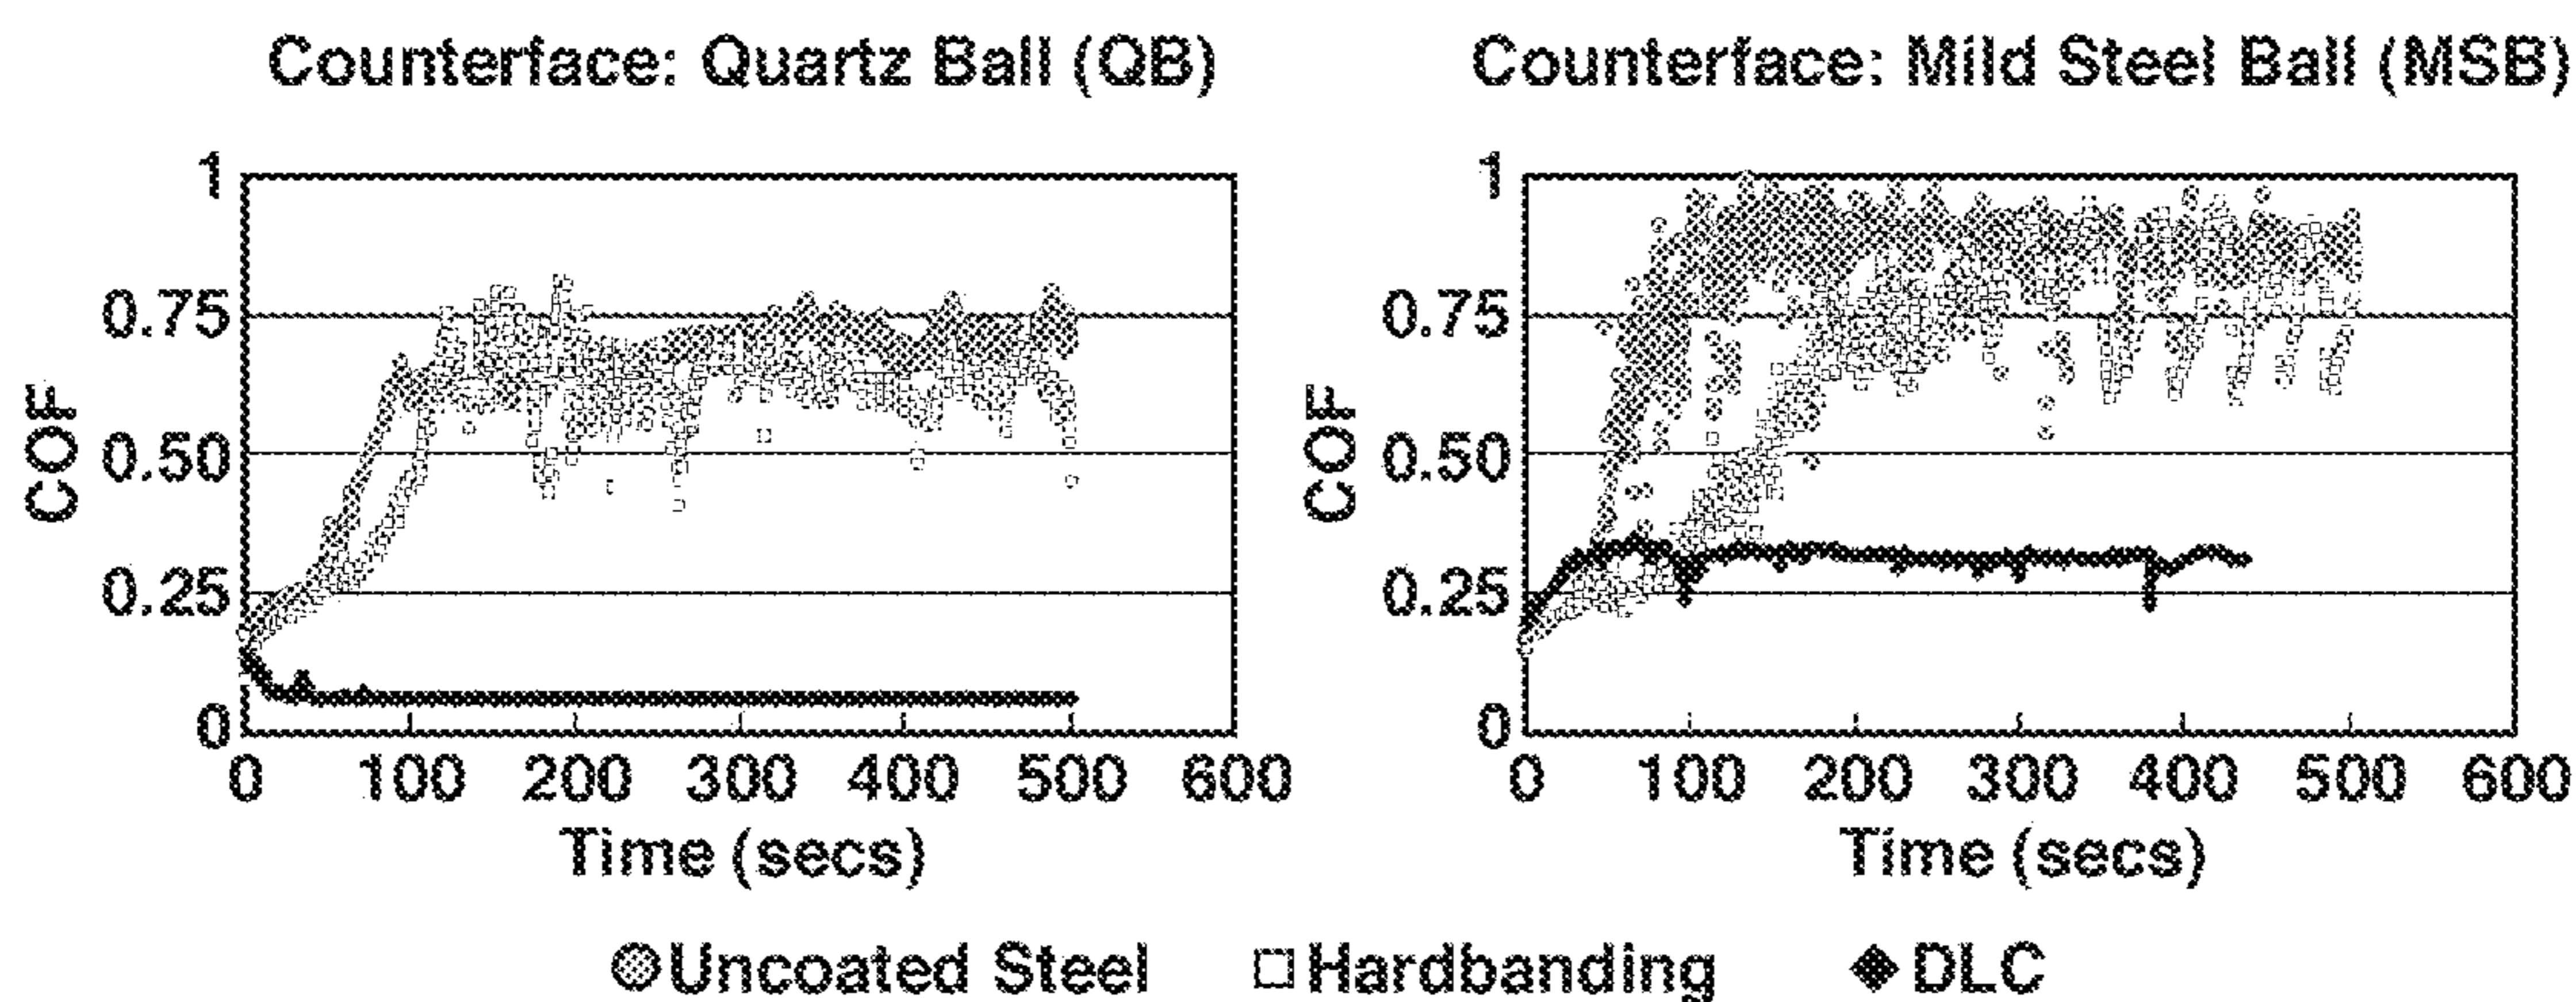 Counterface: Quartz Ball (QB)
1
0.75
0.50
0.25
0
COF
0 100 200 300 400 500 600
Time (secs)
Counterface: Mild Steel Ball (MSB)
1
0.75
0.50
0.25
0
COF
0 100 200 300 400 500 600
Time (secs)
Uncoated Steel Hardbanding DLC